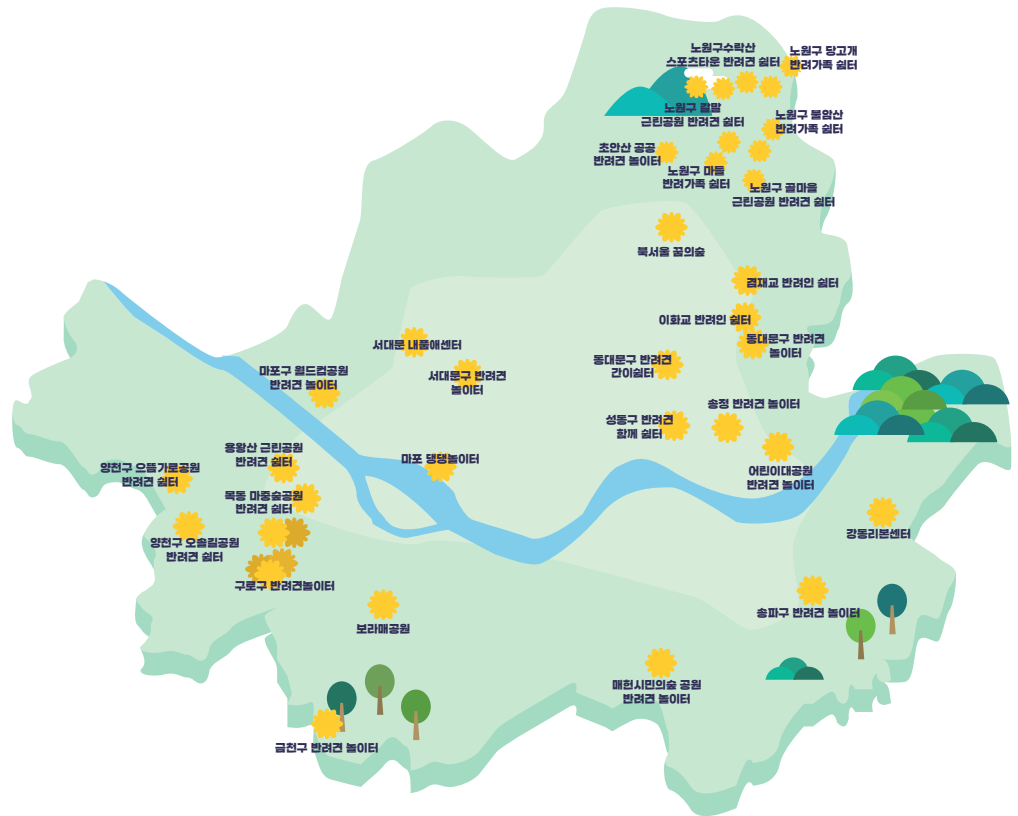 노원구수락산
스포츠타운 반려견 쉼터
노원구 당고개
반려가족 쉼터
노원구 갈말
근린공원 반려견 쉼터
노원구 불암산
반려가족 쉼터
초안산 공공
반려견 놀이터
노원구 마들
반려가족 쉼터
노원구 골마을
근린공원 반려견 쉼터
북서울 꿈의숲
겸재교 반려인 쉼터
이화교 반려인 쉼터
동대문구 반려견
놀이터
서대문 내품애센터
동대문구 반려견
간이쉼터
마포구 월드컵공원
반려견 놀이터
서대문구 반려견
놀이터
송정 반려견 놀이터
성동구 반려견
함께 쉼터
용왕산 근린공원
반려견 쉼터
마포 댕댕놀이터
양천구 으뜸가로공원
반려견 쉼터
어린이대공원
반려견 놀이터
목동 마중숲공원
반려견 쉼터
양천구 오솔길공원
반려견 쉼터
강동리본센터
구로구 반려견놀이터
송파구 반려견 놀이터
보라매공원
매헌시민의숲 공원
반려견 놀이터
금천구 반려견 놀이터